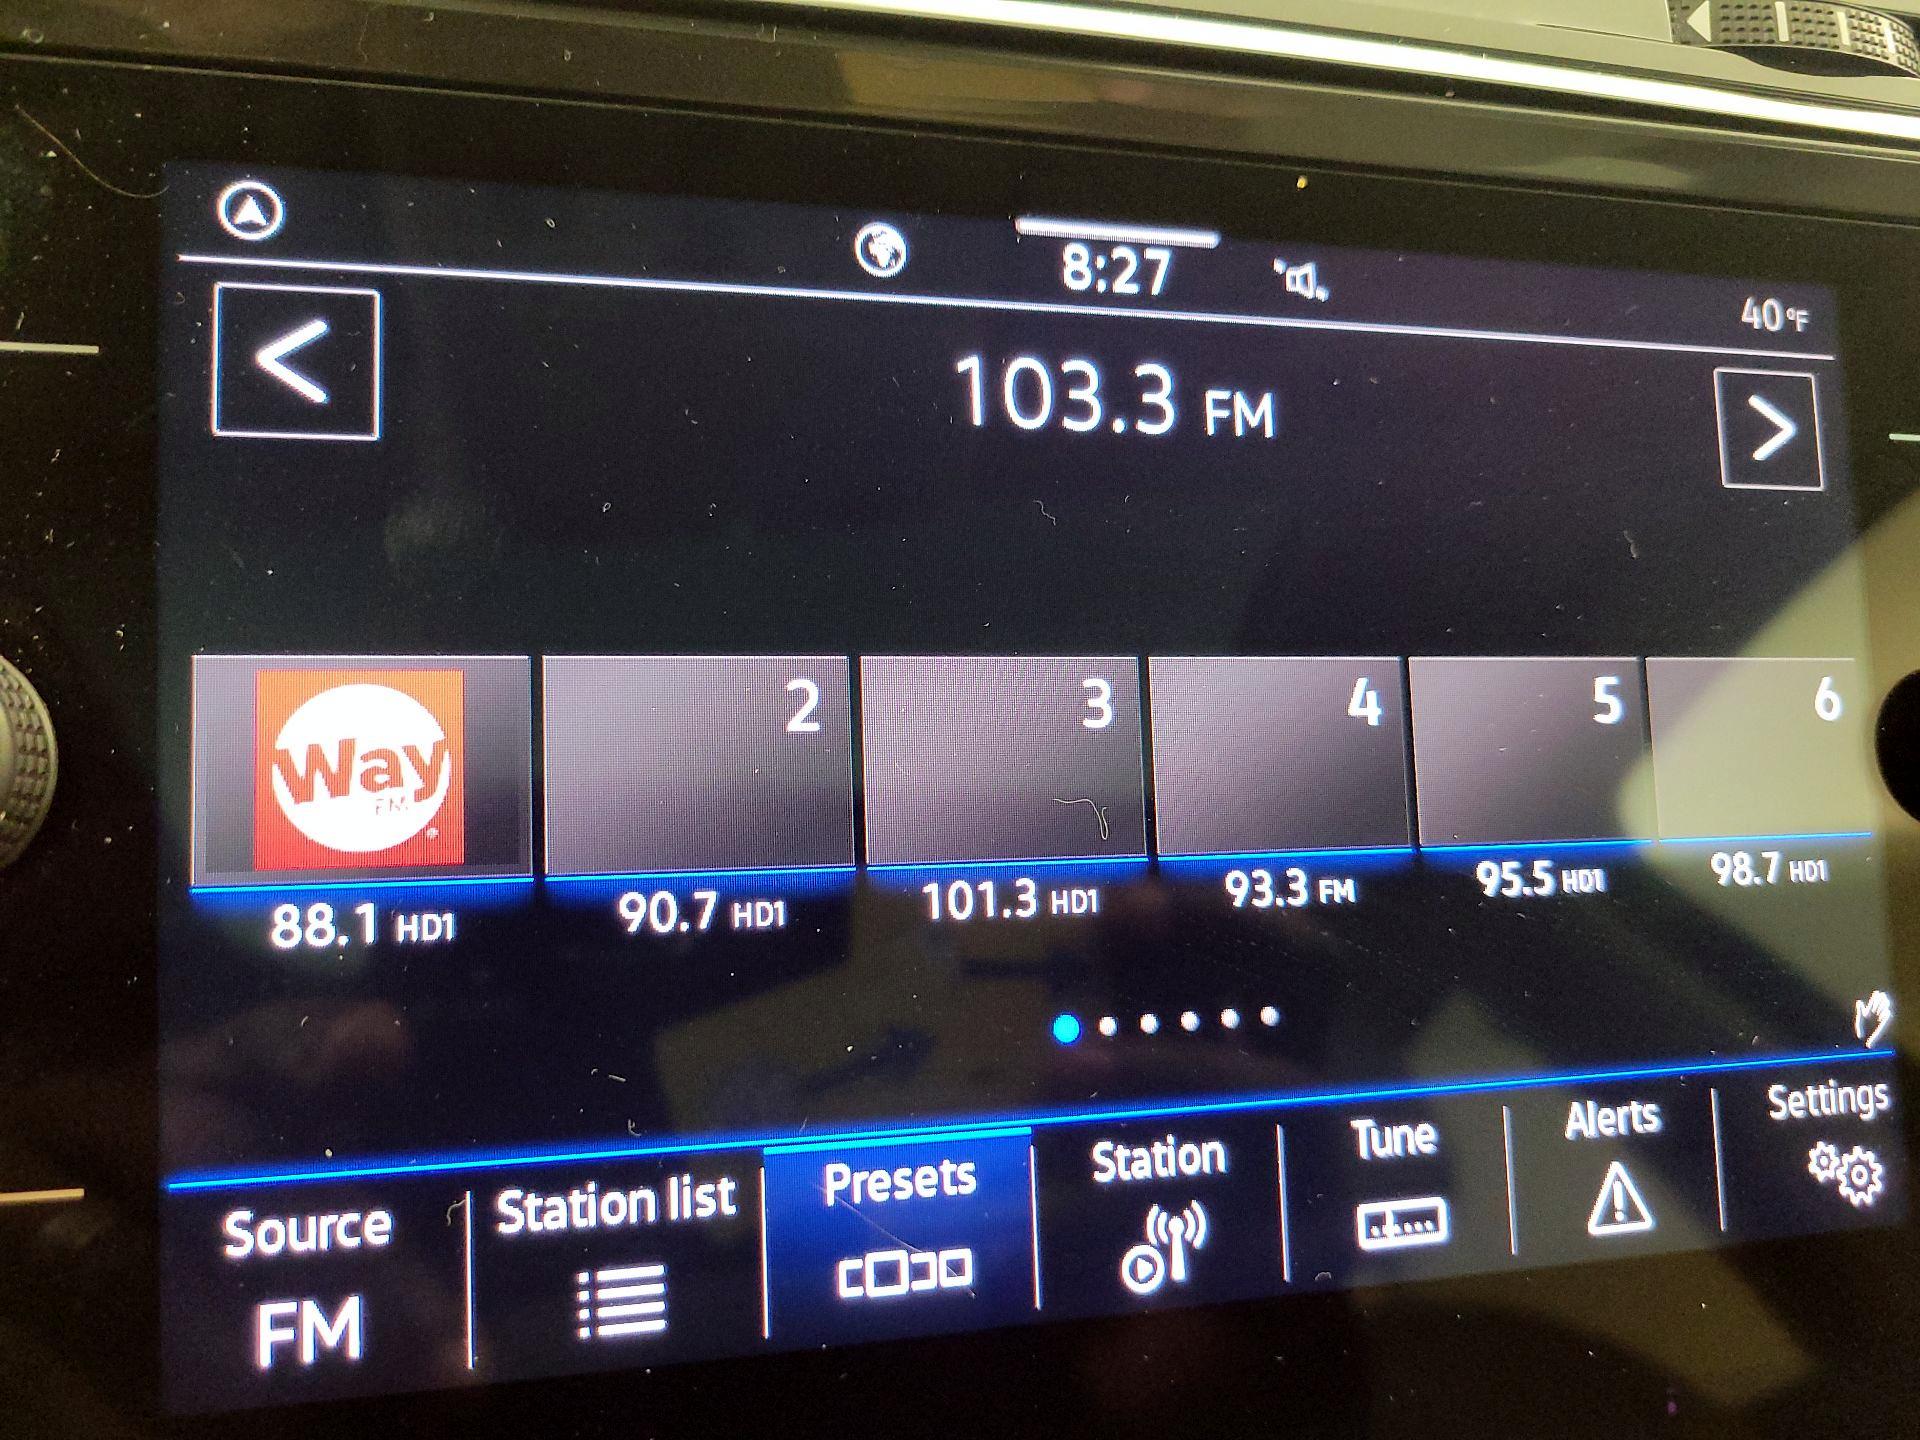 8:27
40°F
103.3 FM
Way
FM
2
3
4
5
6
88.1 HD1
90.7 HD1
101.3 HD1
93.3 FM
95.5 HD1
98.7 HD1
Source
FM
Station list
Presets
Station
Tune
Alerts
Settings